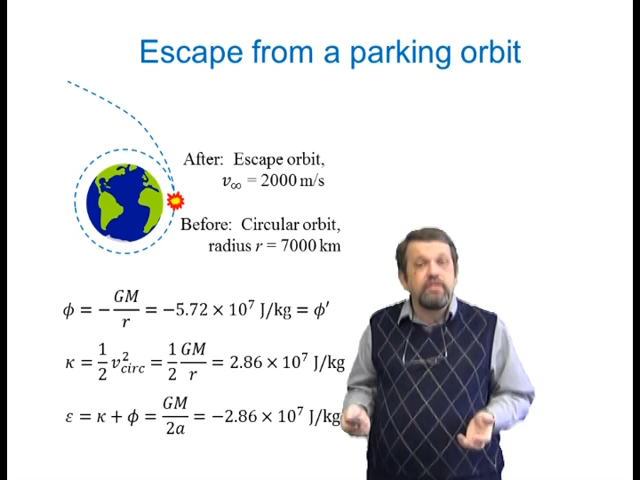 Escape from a parking orbit
After: Escape orbit,
v∞ = 2000 m/s
Before: Circular orbit,
radius r = 7000 km
ϕ = −GM/r = −5.72 × 10⁷ J/kg = ϕ′
κ = 1/2 v²circ = 1/2 GM/r = 2.86 × 10⁷ J/kg
ε = κ + ϕ = GM/2a = −2.86 × 10⁷ J/kg